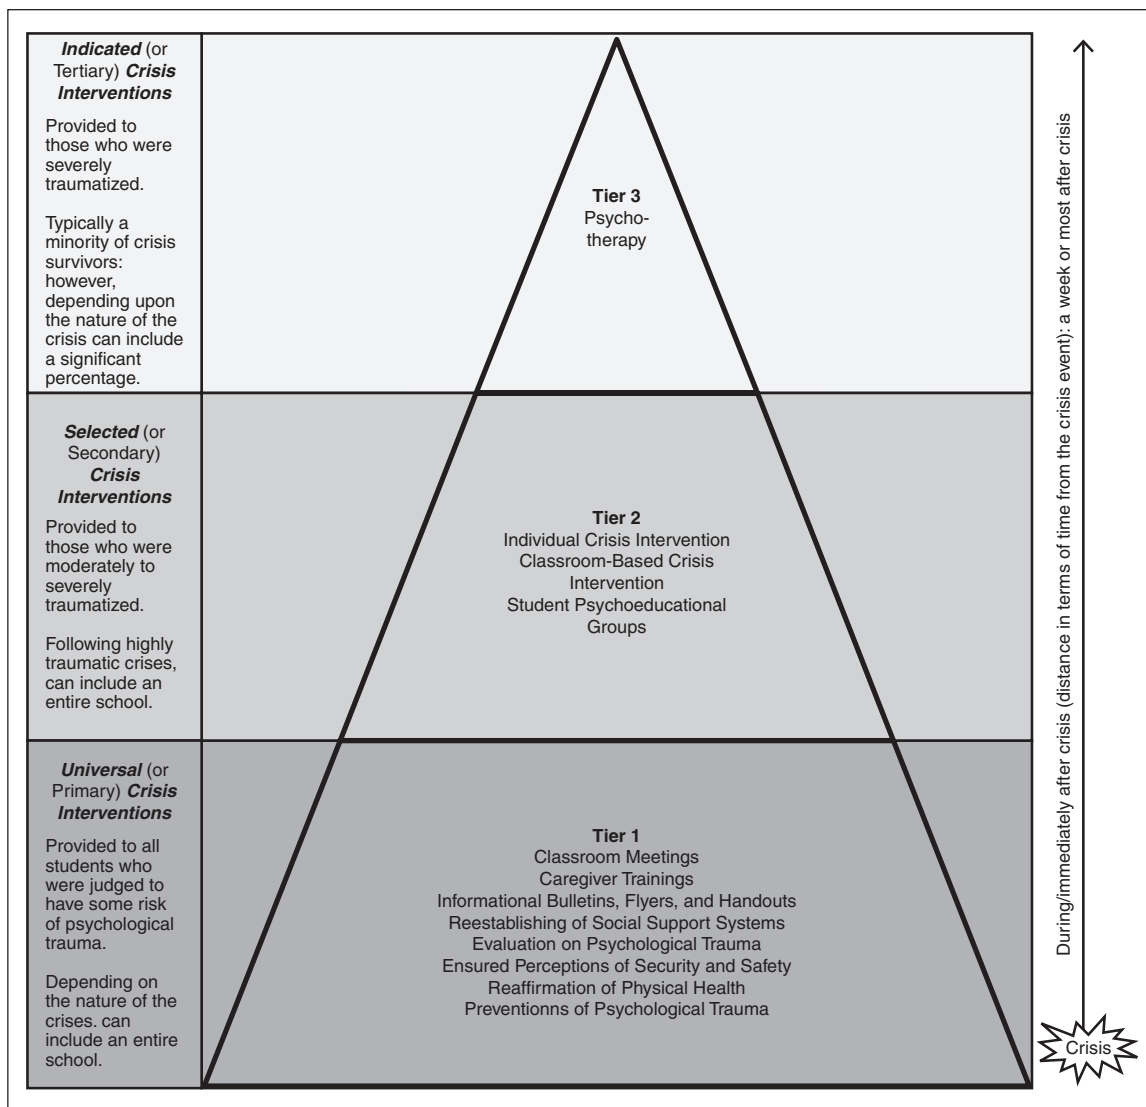 Indicated (or
Tertiary) Crisis
Interventions
Provided to
those who were
severely
traumatized.
Typically a
minority of crisis
survivors:
however,
depending upon
the nature of the
crisis can include
a significant
percentage.
Tier 3
Psycho-
therapy
Selected (or
Secondary)
Crisis
Interventions
Provided to
those who were
moderately to
severely
traumatized.
Following highly
traumatic crises,
can include an
entire school.
Tier 2
Individual Crisis Intervention
Classroom-Based Crisis
Intervention
Student Psychoeducational
Groups
Universal (or
Primary) Crisis
Interventions
Provided to all
students who
were judged to
have some risk
of psychological
trauma.
Depending on
the nature of the
crises. can
include an entire
school.
Tier 1
Classroom Meetings
Caregiver Trainings
Informational Bulletins, Flyers, and Handouts
Reestablishing of Social Support Systems
Evaluation on Psychological Trauma
Ensured Perceptions of Security and Safety
Reaffirmation of Physical Health
Preventionns of Psychological Trauma
During/immediately after crisis (distance in terms of time from the crisis event): a week or most after crisis
Crisis